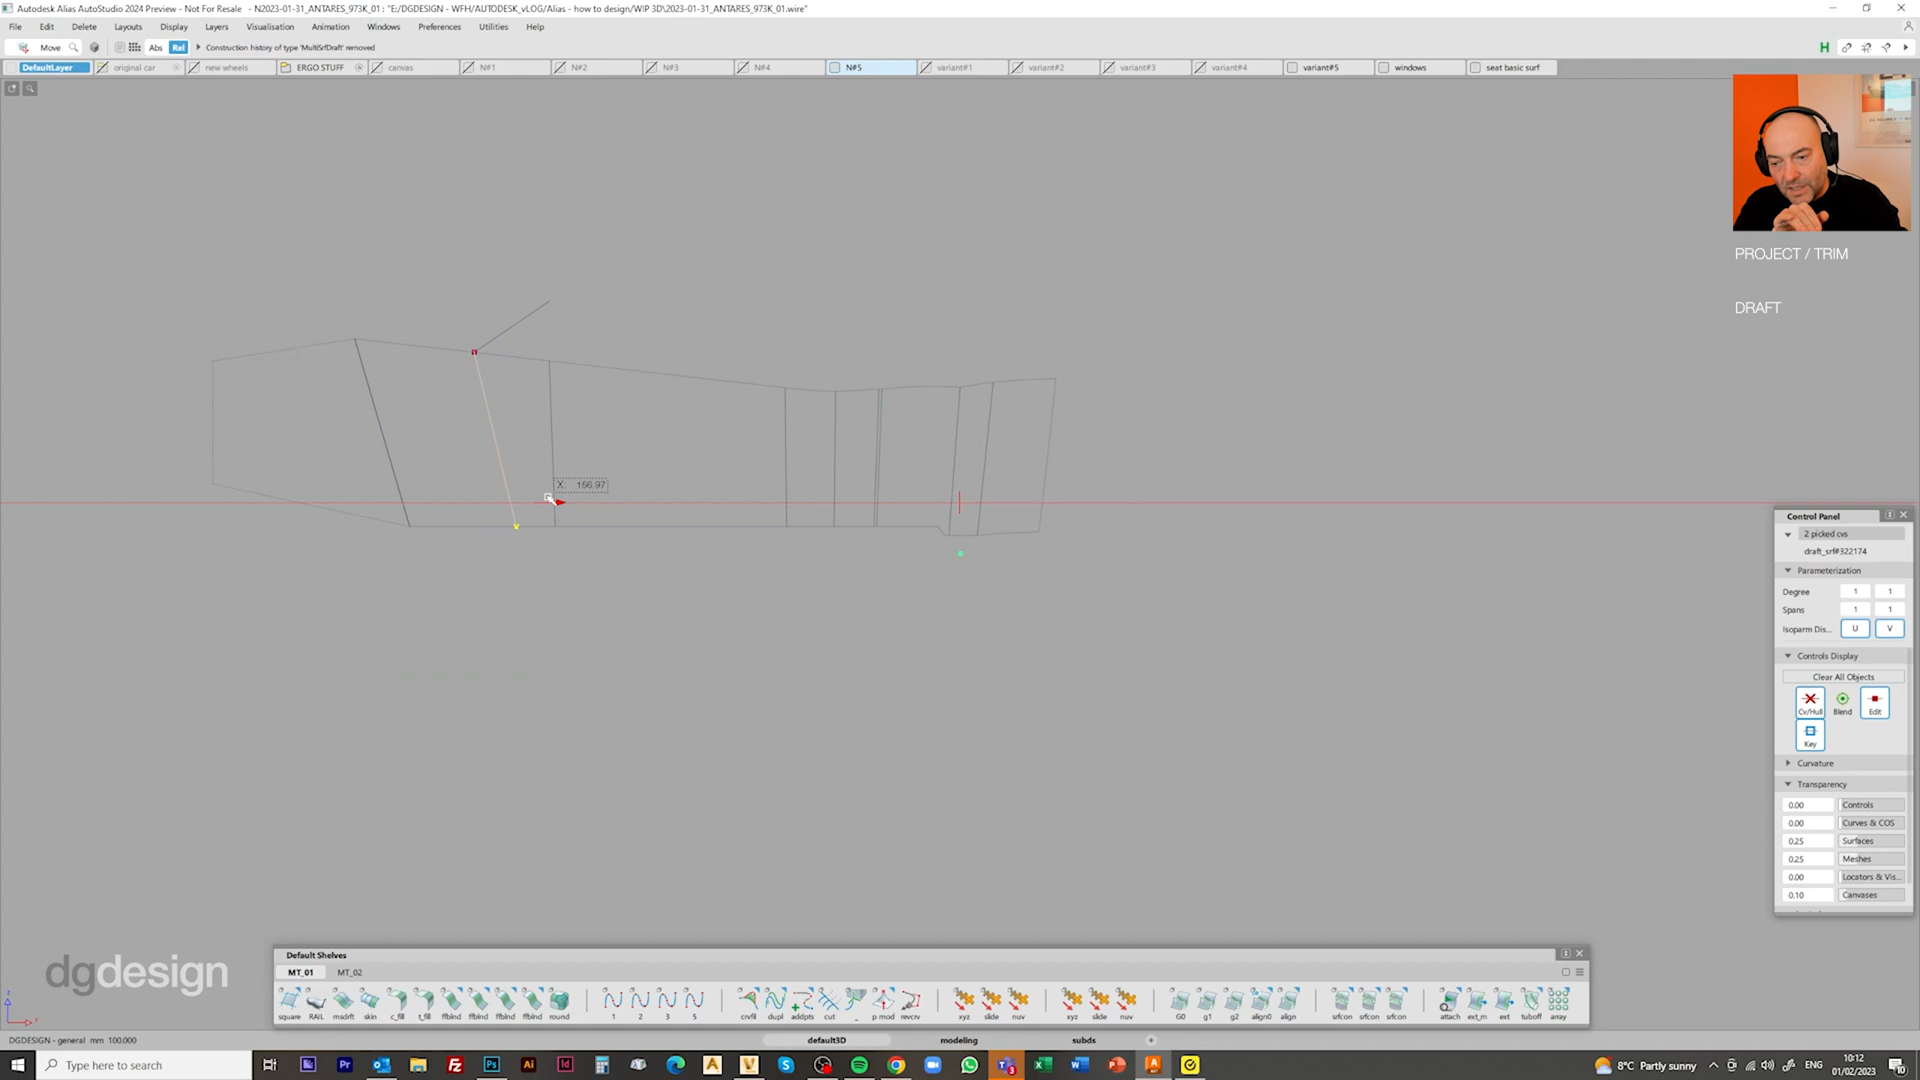 Autodesk Alias AutoStudio 2024 Preview - Not For Resale - N2023-01-31_ANTARES_973K_01 : "E:/DGDESIGN - WFH/AUTODESK_vLOG/Alias - how to design/WIP 3D\2023-01-31_ANTARES_973K_01.wire"
File Edit Delete Layouts Display Layers Visualisation Animation Windows Preferences Utilities Help
Move Abs Rel Construction history of type 'MultiSrfDraft' removed H
DefaultLayer original car new wheels ERGO STUFF canvas N#1 N#2 N#3 N#4 N#5 variant#1 variant#2 variant#3 variant#4 variant#5 windows seat basic surf
PROJECT / TRIM
DRAFT
X: 156.97
Control Panel
2 picked cvs
draft_srf#322174
Parameterization
Degree 1 1
Spans 1 1
Isoparm Dis... U V
Controls Display
Clear All Objects
Cv/Hull Blend Edit
Key
Curvature
Transparency
0.00 Controls
0.00 Curves & COS
0.25 Surfaces
0.25 Meshes
0.00 Locators & Vis...
0.10 Canvases
dgdesign
Default Shelves
MT_01 MT_02
square RAIL msdrft skin c_fill t_fill ffblnd ffblnd ffblnd ffblnd round 1 2 3 5 crvfil dupl addpts cut _ p mod revcrv xyz slide nuv xyz slide nuv g0 g1 g2 align0 align srfcon srfcon srfcon attach ext_m ext tuboff array
DGDESIGN - general mm 100.000
default3D modeling subds
Type here to search
8°C Partly sunny ENG
10:12
01/02/2023